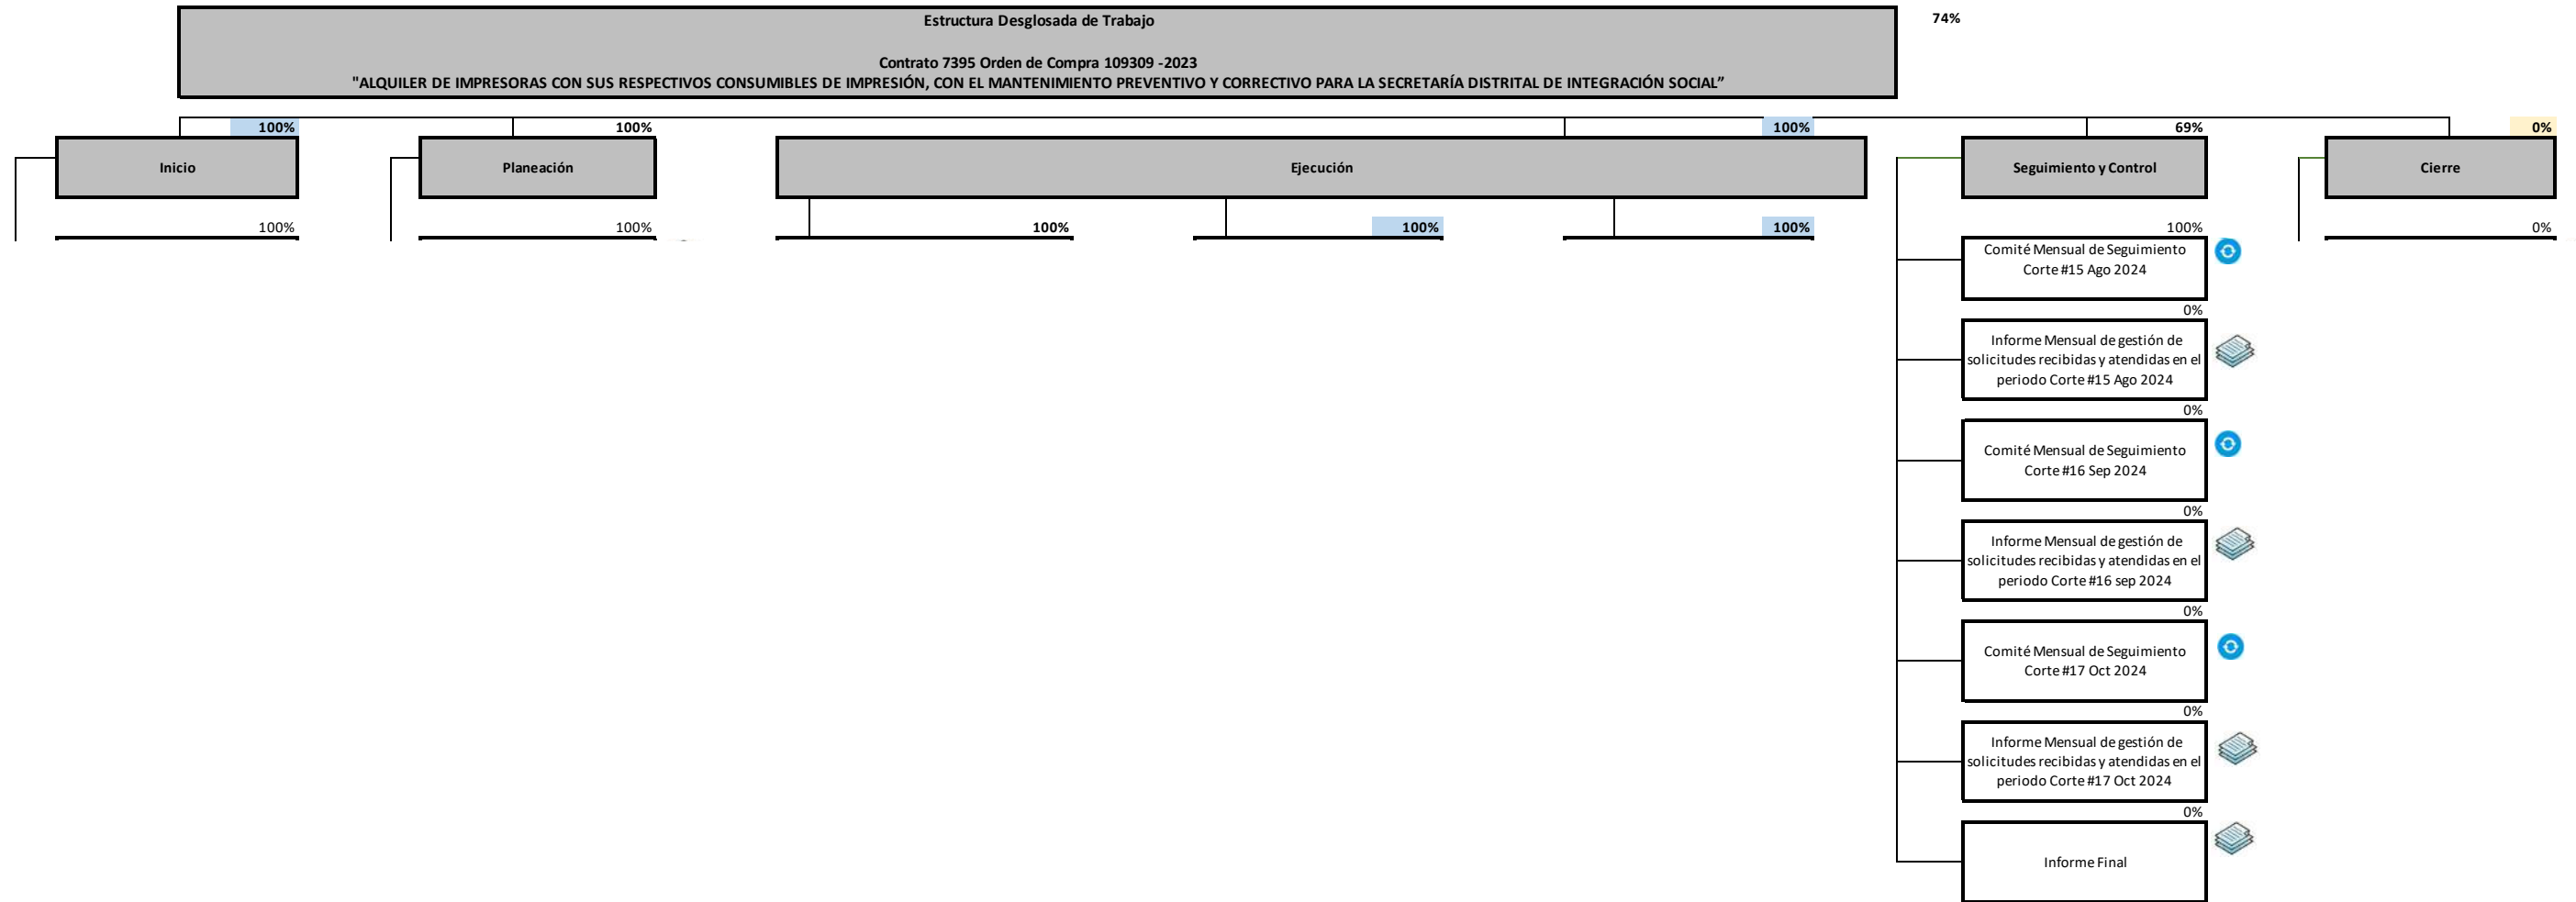 Estructura Desglosada de Trabajo
74%
Contrato 7395 Orden de Compra 109309 -2023
"ALQUILER DE IMPRESORAS CON SUS RESPECTIVOS CONSUMIBLES DE IMPRESIÓN, CON EL MANTENIMIENTO PREVENTIVO Y CORRECTIVO PARA LA SECRETARÍA DISTRITAL DE INTEGRACIÓN SOCIAL”
100%
100%
100%
69%
0%
Inicio
Planeación
Ejecución
Seguimiento y Control
Cierre
100%
100%
100%
100%
100%
100%
0%
Comité Mensual de Seguimiento
Corte #15 Ago 2024
0%
Informe Mensual de gestión de
solicitudes recibidas y atendidas en el
periodo Corte #15 Ago 2024
0%
Comité Mensual de Seguimiento
Corte #16 Sep 2024
0%
Informe Mensual de gestión de
solicitudes recibidas y atendidas en el
periodo Corte #16 sep 2024
0%
Comité Mensual de Seguimiento
Corte #17 Oct 2024
0%
Informe Mensual de gestión de
solicitudes recibidas y atendidas en el
periodo Corte #17 Oct 2024
0%
Informe Final